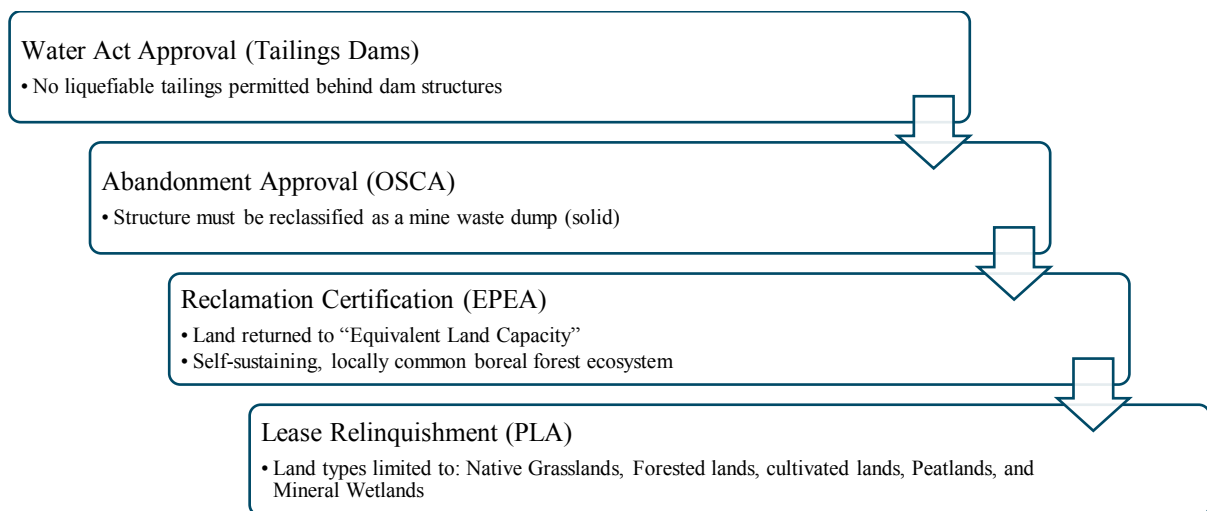 Water Act Approval (Tailings Dams)
• No liquefiable tailings permitted behind dam structures
Abandonment Approval (OSCA)
• Structure must be reclassified as a mine waste dump (solid)
Reclamation Certification (EPEA)
• Land returned to “Equivalent Land Capacity”
• Self-sustaining, locally common boreal forest ecosystem
Lease Relinquishment (PLA)
• Land types limited to: Native Grasslands, Forested lands, cultivated lands, Peatlands, and
Mineral Wetlands